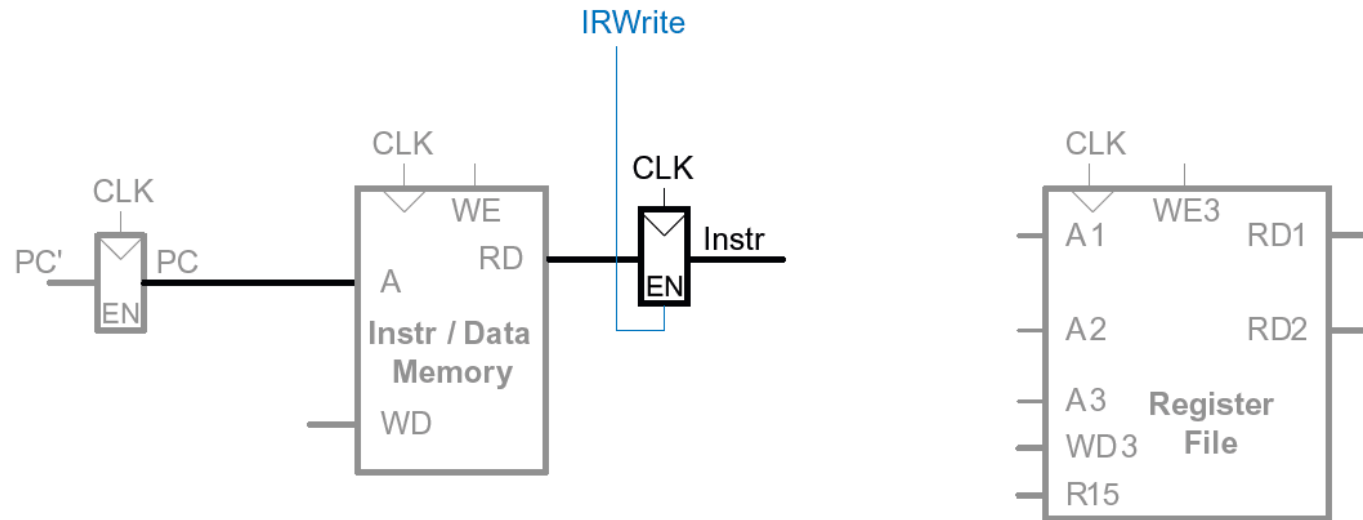 IRWrite
CLK
CLK
CLK
CLK
WE
WE3
PC'
PC
EN
A
RD
Instr / Data
Memory
WD
EN
Instr
A1
RD1
A2
RD2
A3
Register
File
WD3
R15